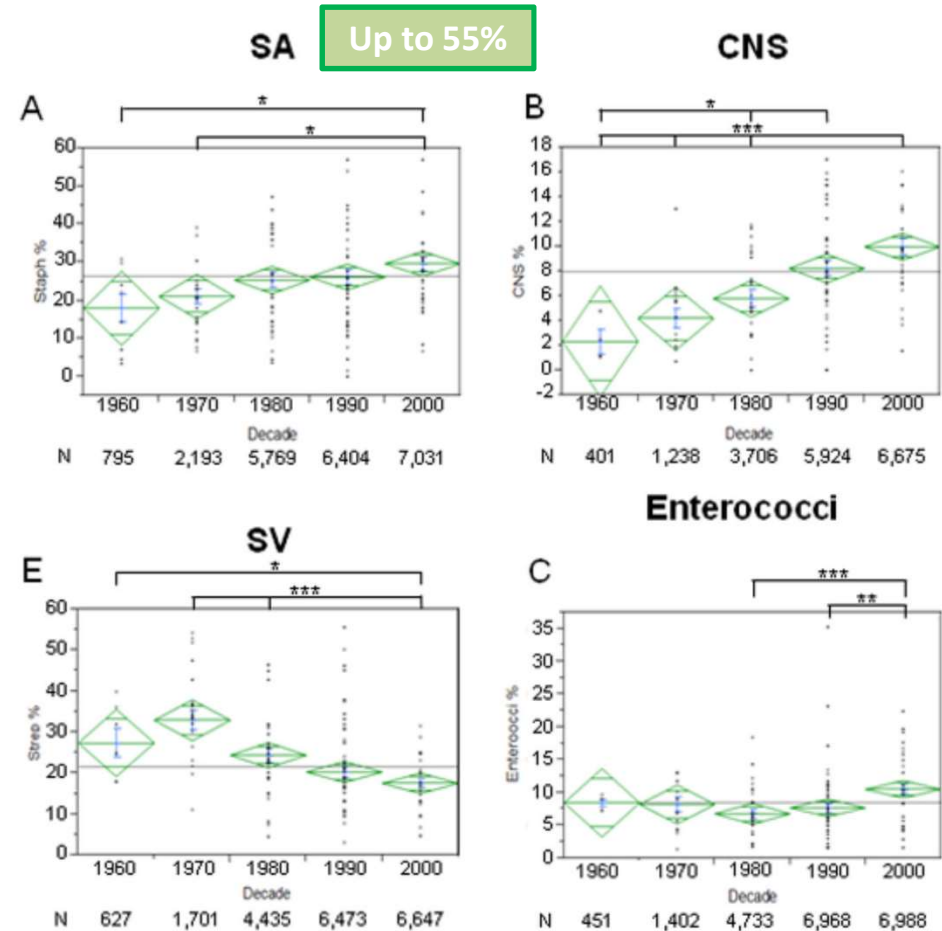 SA
Up to 55%
CNS
A
*
*
60
50
40
30
20
10
0
Staph %
1960 1970 1980 1990 2000
Decade
N 795 2,193 5,769 6,404 7,031
B
*
***
18
16
14
12
10
8
6
4
2
0
-2
CNS %
1960 1970 1980 1990 2000
Decade
N 401 1,238 3,706 5,924 6,675
SV
E
*
***
60
50
40
30
20
10
0
Strep %
1960 1970 1980 1990 2000
Decade
N 627 1,701 4,435 6,473 6,647
Enterococci
C
***
**
35
30
25
20
15
10
5
0
Enterococci %
1960 1970 1980 1990 2000
Decade
N 451 1,402 4,733 6,968 6,988